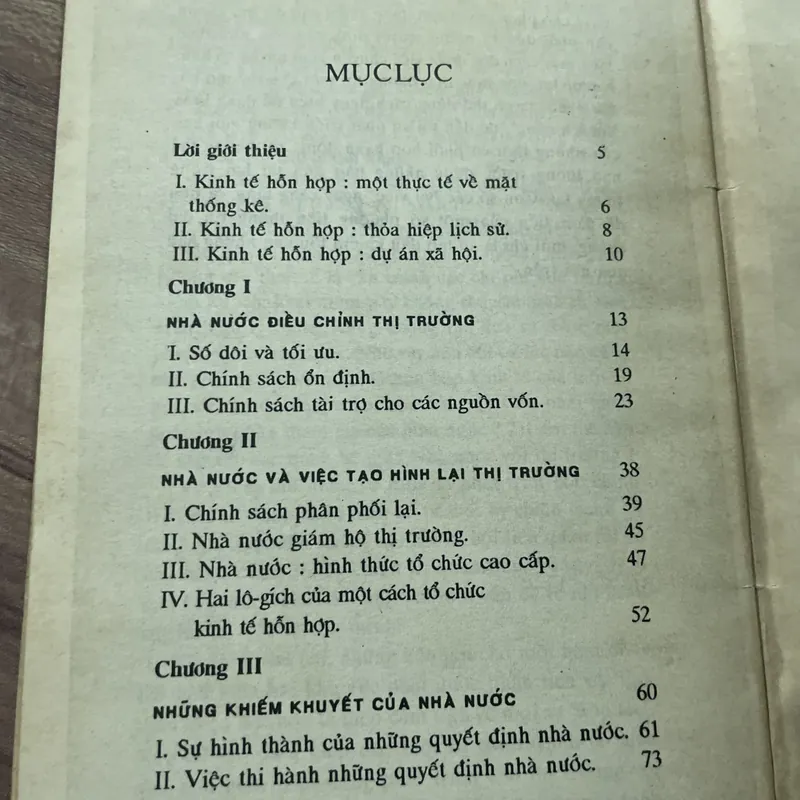 MỤC LỤC
Lời giới thiệu 5
I. Kinh tế hỗn hợp : một thực tế về mặt
thống kê. 6
II. Kinh tế hỗn hợp : thỏa hiệp lịch sử. 8
III. Kinh tế hỗn hợp : dự án xã hội. 10
Chương I
NHÀ NƯỚC ĐIỀU CHỈNH THỊ TRƯỜNG 13
I. Số dôi và tối ưu. 14
II. Chính sách ổn định. 19
III. Chính sách tài trợ cho các nguồn vốn. 23
Chương II
NHÀ NƯỚC VÀ VIỆC TẠO HÌNH LẠI THỊ TRƯỜNG 38
I. Chính sách phân phối lại. 39
II. Nhà nước giám hộ thị trường. 45
III. Nhà nước : hình thức tổ chức cao cấp. 47
IV. Hai lô-gích của một cách tổ chức
kinh tế hỗn hợp. 52
Chương III
NHỮNG KHIẾM KHUYẾT CỦA NHÀ NƯỚC 60
I. Sự hình thành của những quyết định nhà nước. 61
II. Việc thi hành những quyết định nhà nước. 73